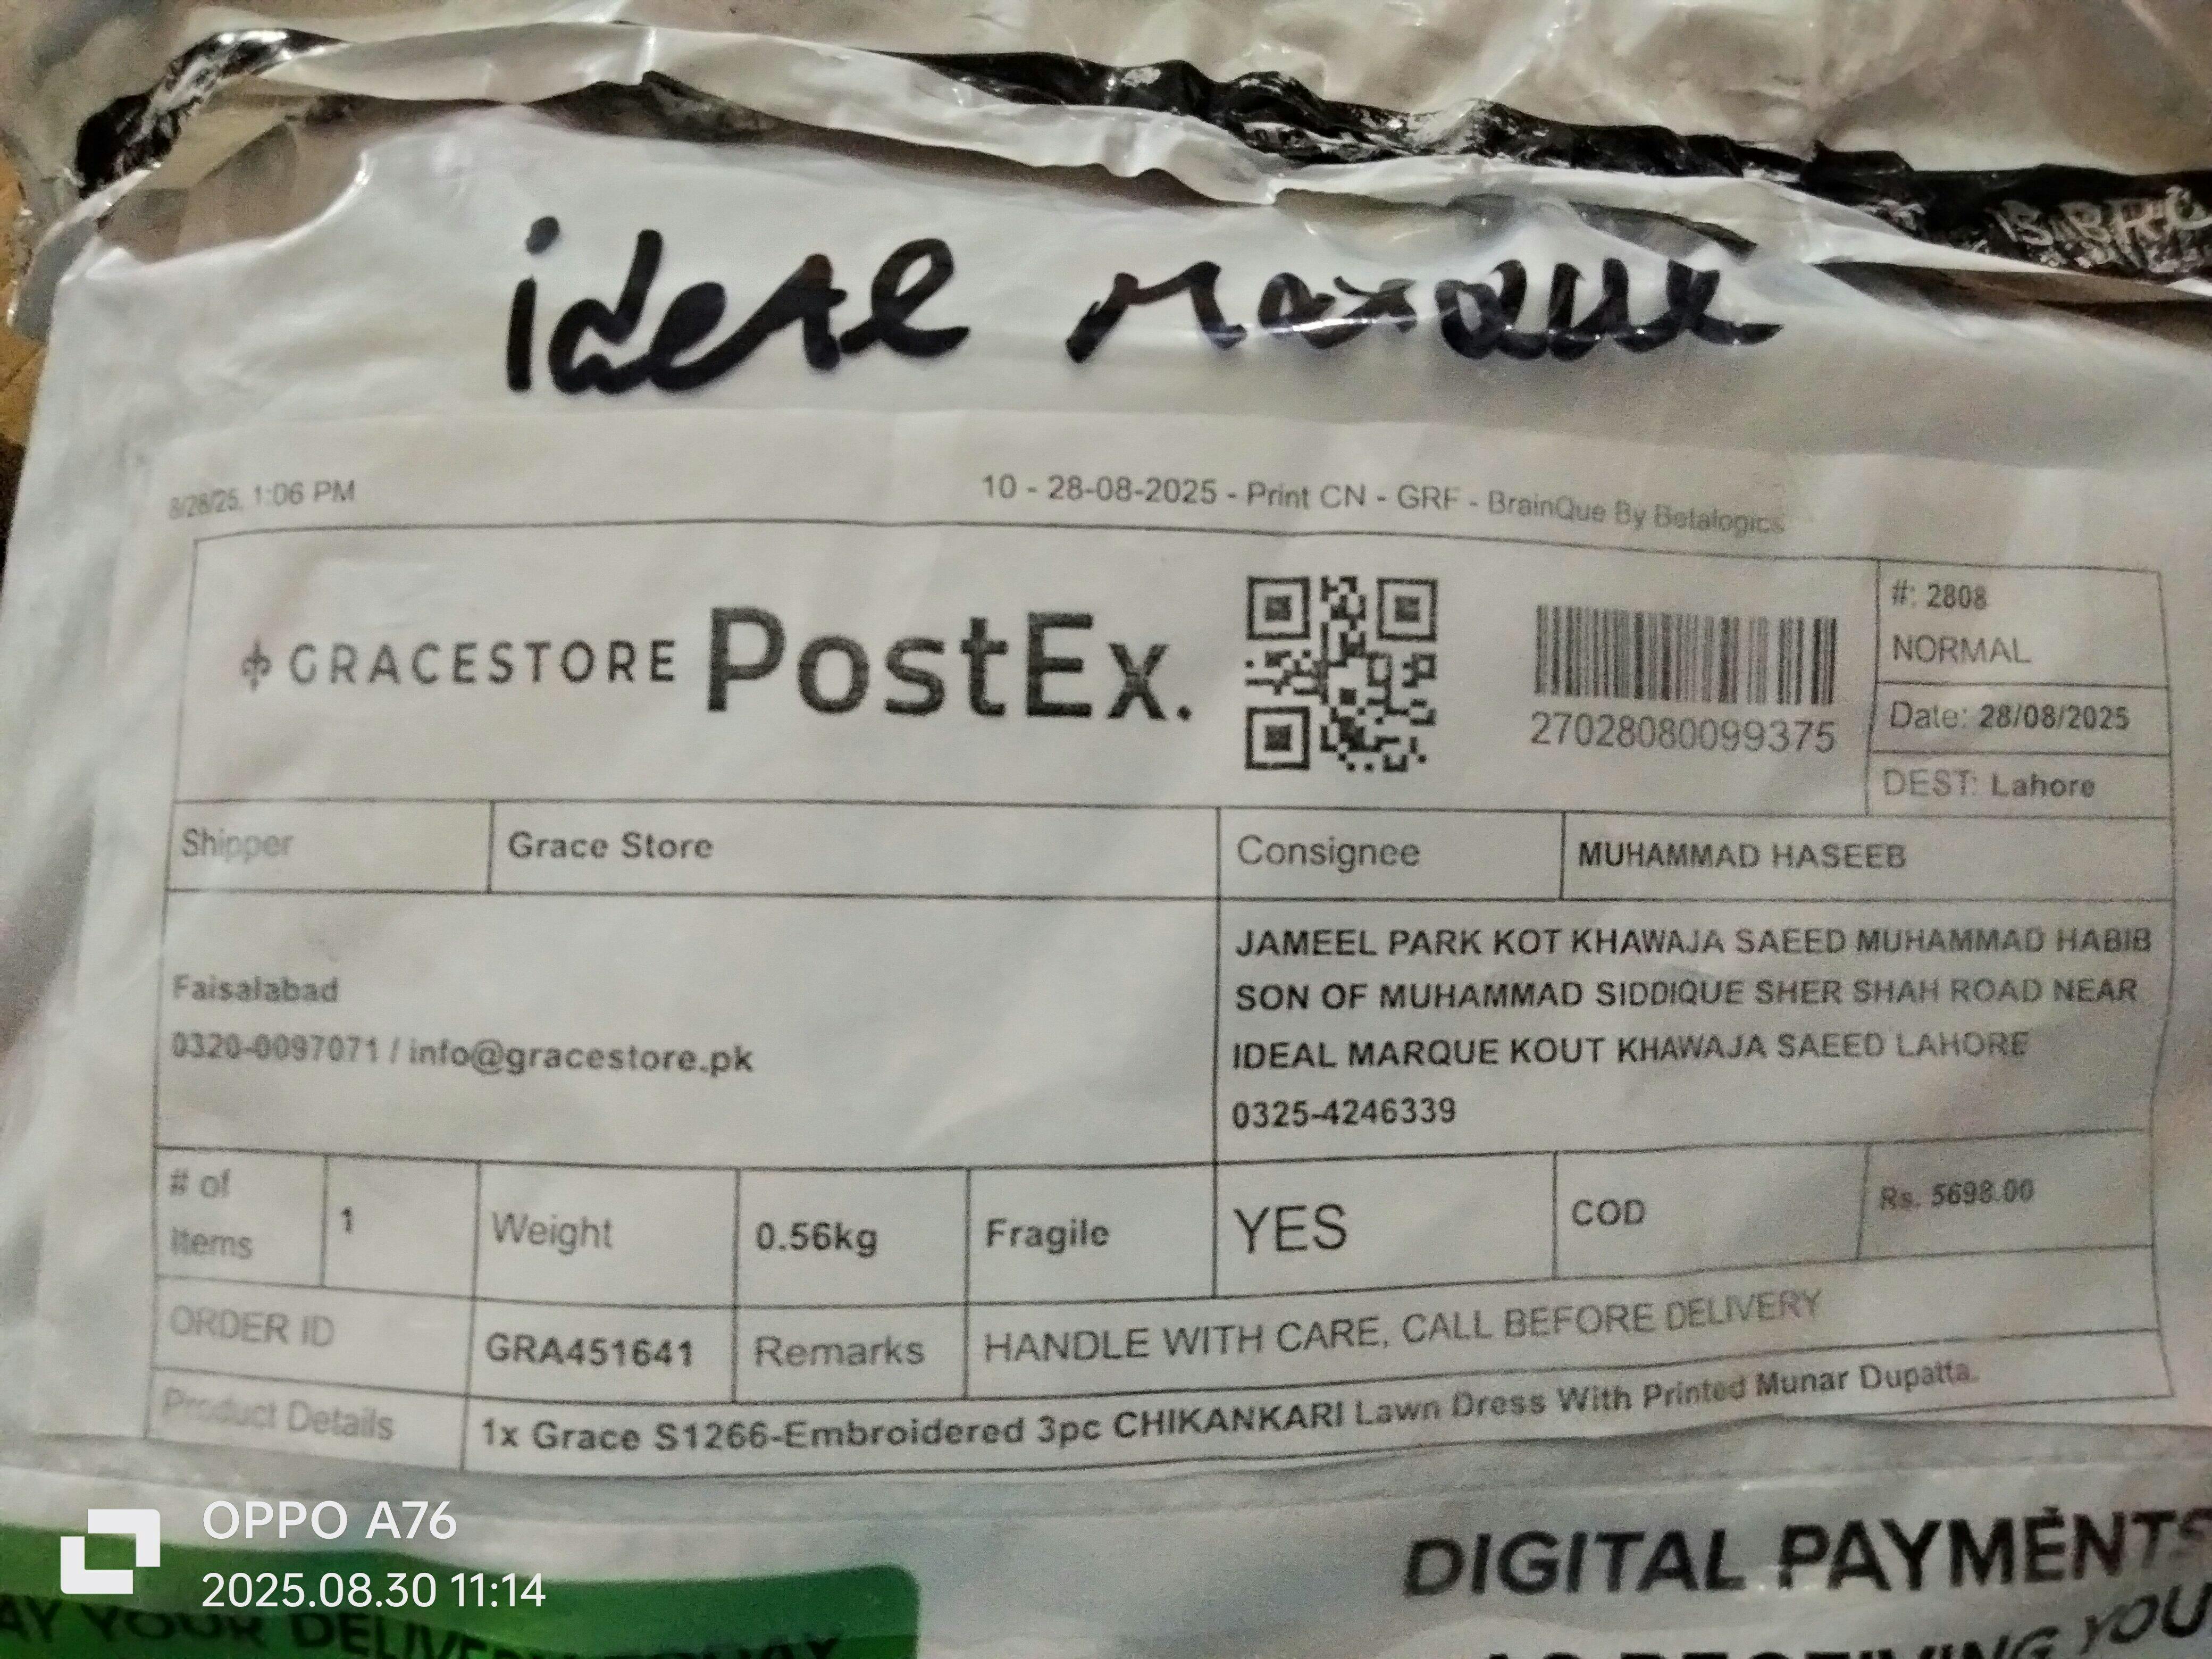 ideal marque
8/28/25, 1:06 PM
10 - 28-08-2025 - Print CN - GRF - BrainQue By Betalogics
GRACESTORE PostEx.
27028080099375
#: 2808
NORMAL
Date: 28/08/2025
DEST: Lahore
Shipper
Grace Store
Consignee
MUHAMMAD HASEEB
Faisalabad
0320-0097071 / info@gracestore.pk
JAMEEL PARK KOT KHAWAJA SAEED MUHAMMAD HABIB
SON OF MUHAMMAD SIDDIQUE SHER SHAH ROAD NEAR
IDEAL MARQUE KOUT KHAWAJA SAEED LAHORE
0325-4246339
# of
Items
1
Weight
0.56kg
Fragile
YES
COD
Rs. 5698.00
ORDER ID
GRA451641
Remarks
HANDLE WITH CARE, CALL BEFORE DELIVERY
Product Details
1x Grace S1266-Embroidered 3pc CHIKANKARI Lawn Dress With Printed Munar Dupatta.
OPPO A76
2025.08.30 11:14
DIGITAL PAYMENTS
YOUR
YOU